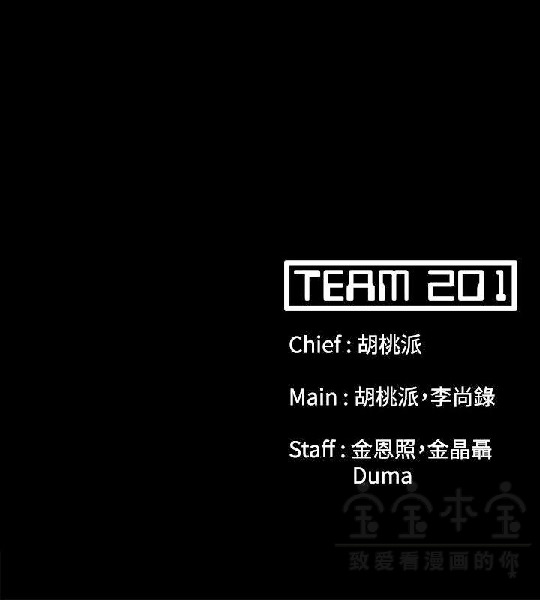 TEAM 201
Chief : 胡桃派
Main : 胡桃派，李尚錄
Staff : 金恩照，金晶聶
Duma
宝宝本宝
致爱看漫画的你